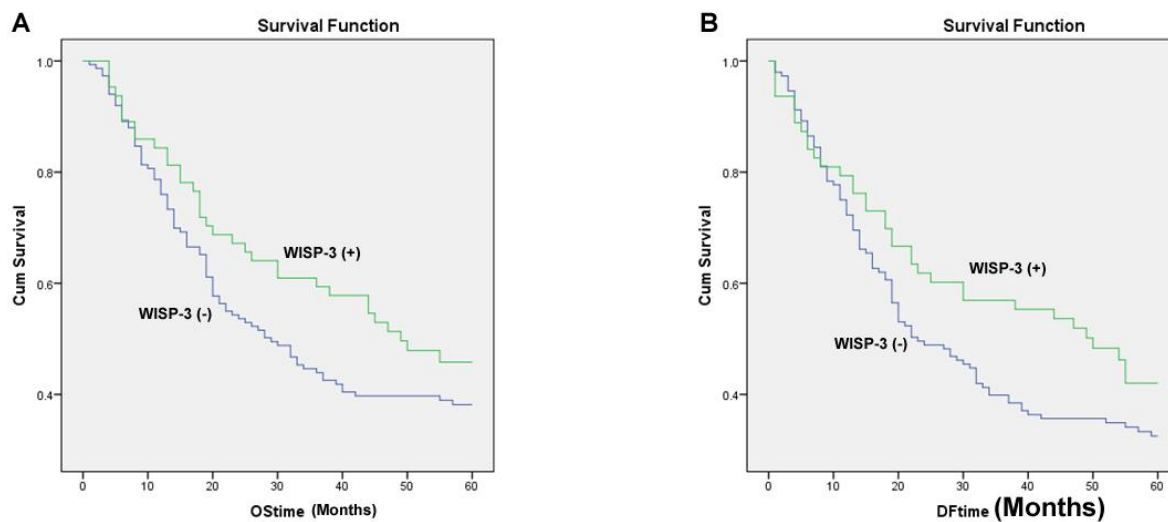 A
Survival Function
Cum Survival
1.0
0.8
0.6
0.4
WISP-3 (+)
WISP-3 (-)
0 10 20 30 40 50 60
OStime (Months)
B
Survival Function
Cum Survival
1.0
0.8
0.6
0.4
WISP-3 (+)
WISP-3 (-)
0 10 20 30 40 50 60
DFtime (Months)